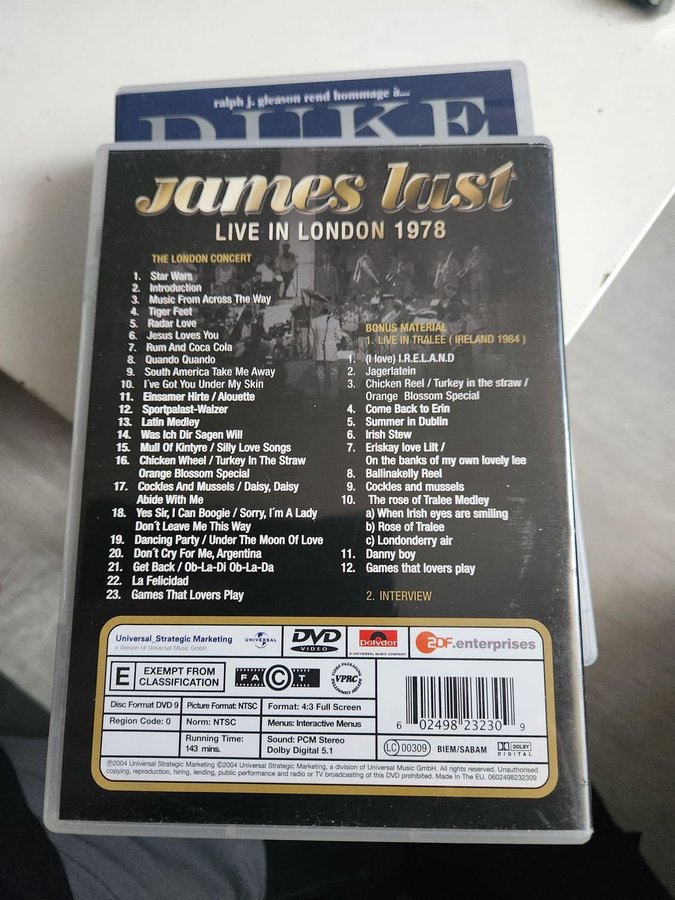 ralph j. gleason rend hommage à...
DUKE
james last
LIVE IN LONDON 1978
THE LONDON CONCERT
1. Star Wars
2. Introduction
3. Music From Across The Way
4. Tiger Feet
5. Radar Love
6. Jesus Loves You
7. Rum And Coca Cola
8. Quando Quando
9. South America Take Me Away
10. I´ve Got You Under My Skin
11. Einsamer Hirte / Alouette
12. Sportpalast-Walzer
13. Latin Medley
14. Was Ich Dir Sagen Will
15. Mull Of Kintyre / Silly Love Songs
16. Chicken Wheel / Turkey In The Straw
Orange Blossom Special
17. Cockles And Mussels / Daisy, Daisy
Abide With Me
18. Yes Sir, I Can Boogie / Sorry, I´m A Lady
Don´t Leave Me This Way
19. Dancing Party / Under The Moon Of Love
20. Don´t Cry For Me, Argentina
21. Get Back / Ob-La-Di Ob-La-Da
22. La Felicidad
23. Games That Lovers Play
BONUS MATERIAL
1. LIVE IN TRALEE ( IRELAND 1984 )
1. (I love) I.R.E.L.A.N.D
2. Jagerlatein
3. Chicken Reel / Turkey in the straw /
Orange Blossom Special
4. Come Back to Erin
5. Summer in Dublin
6. Irish Stew
7. Eriskay love Lilt /
On the banks of my own lovely lee
8. Ballinakelly Reel
9. Cockles and mussels
10. The rose of Tralee Medley
a) When Irish eyes are smiling
b) Rose of Tralee
c) Londonderry air
11. Danny boy
12. Games that lovers play
2. INTERVIEW
Universal_Strategic Marketing
a division of Universal Music GmbH
UNIVERSAL
DVD
VIDEO
Polydor
A UNIVERSAL MUSIC COMPANY
ZDF.enterprises
E EXEMPT FROM
CLASSIFICATION
FACT
VIDEO PACKAGING REVIEW COMMITTEE
VPRC
Disc Format DVD 9
Picture Format: NTSC
Format: 4:3 Full Screen
Region Code: 0
Norm: NTSC
Menus: Interactive Menus
Running Time:
143 mins.
Sound: PCM Stereo
Dolby Digital 5.1
6 02498 23230 9
LC 00309
BIEM/SABAM
DOLBY
DIGITAL
℗2004 Universal Strategic Marketing ©2004 Universal Strategic Marketing, a division of Universal Music GmbH. All rights reserved. Unauthorised
copying, reproduction, hiring, lending, public performance and radio or TV broadcasting of this DVD prohibited. Made In The EU. 0602498232309